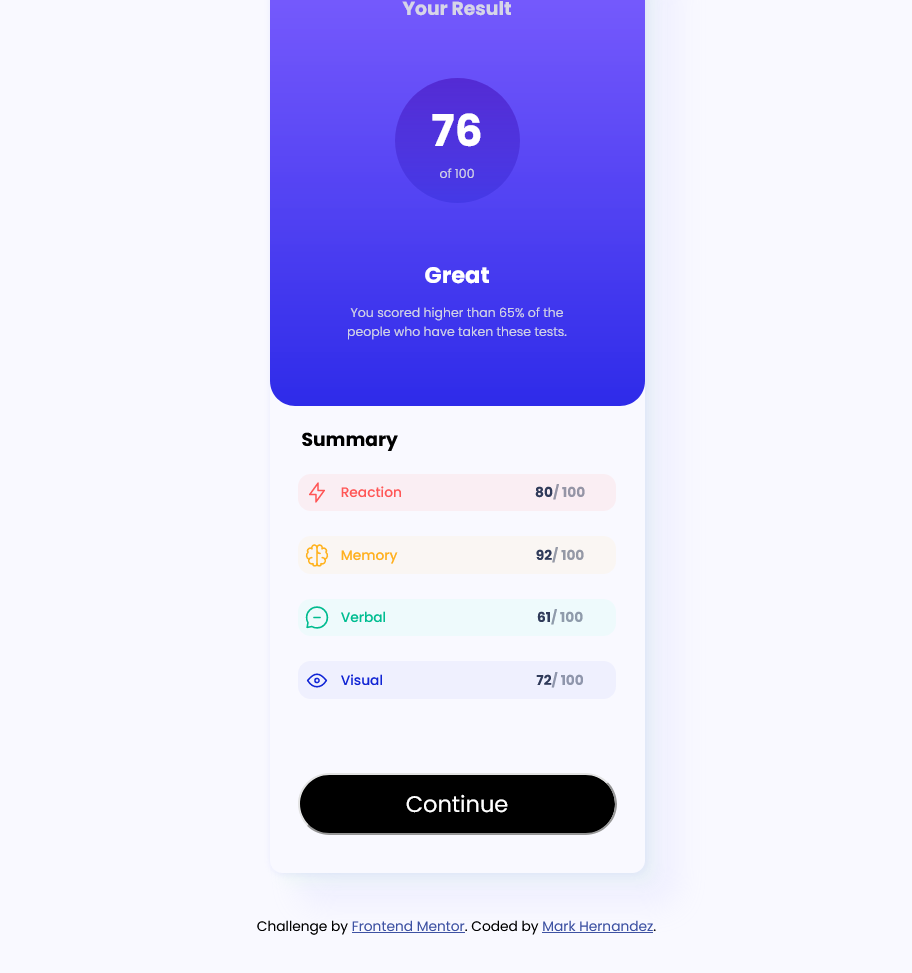 Your Result
76
of 100
Great
You scored higher than 65% of the
people who have taken these tests.
Summary
Reaction 80/ 100
Memory 92/ 100
Verbal 61/ 100
Visual 72/ 100
Continue
Challenge by Frontend Mentor. Coded by Mark Hernandez.